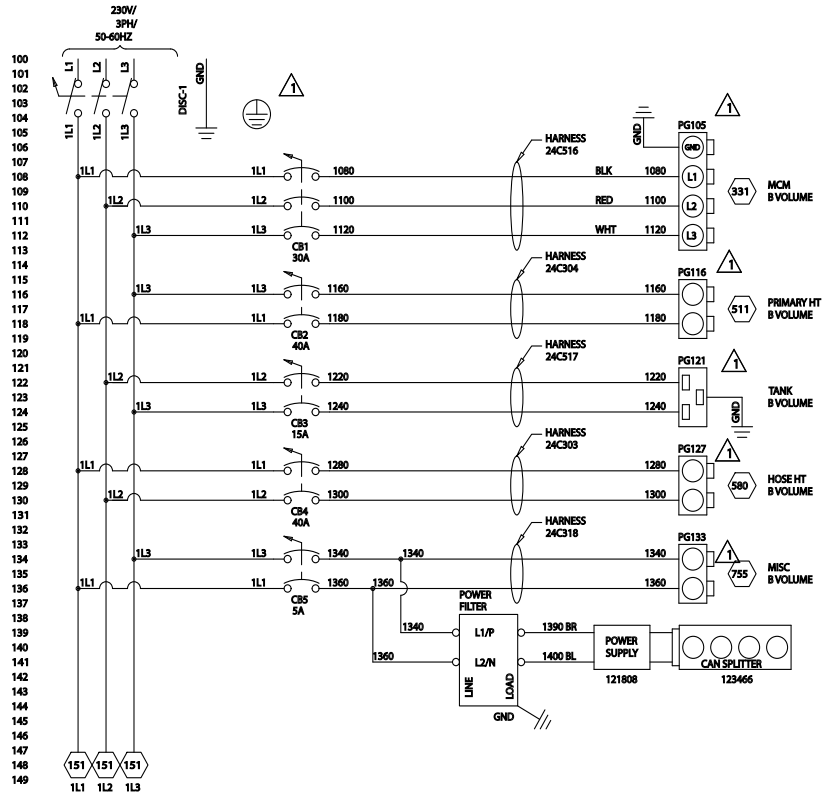 230V/
3PH/
50-60HZ
100
101
102
103
104
105
106
107
108
109
110
111
112
113
114
115
116
117
118
119
120
121
122
123
124
125
126
127
128
129
130
131
132
133
134
135
136
137
138
139
140
141
142
143
144
145
146
147
148
149
L1
L2
L3
GND
DISC-1
1L1
1L2
1L3
1
HARNESS
24C516
GND
PG105
1
GND
1L1
1L1
1080
BLK
1080
L1
331
MCM
B VOLUME
1L2
1L2
1100
RED
1100
L2
1L3
1L3
1120
WHT
1120
L3
CB1
30A
HARNESS
24C304
PG116
1
1L3
1L3
1160
1160
511
PRIMARY HT
B VOLUME
1L1
1L1
1180
1180
CB2
40A
HARNESS
24C517
PG121
1
1L2
1L2
1220
1220
TANK
B VOLUME
1L3
1L3
1240
1240
GND
CB3
15A
HARNESS
24C303
PG127
1
1L1
1L1
1280
1280
580
HOSE HT
B VOLUME
1L2
1L2
1300
1300
CB4
40A
HARNESS
24C318
PG133
1
1L3
1L3
1340
1340
1340
755
MISC
B VOLUME
1L1
1L1
1360
1360
1360
CB5
5A
POWER
FILTER
1340
L1/P
1390 BR
POWER
SUPPLY
1360
L2/N
1400 BL
CAN SPLITTER
LINE
LOAD
121808
123466
GND
151
151
151
1L1
1L2
1L3